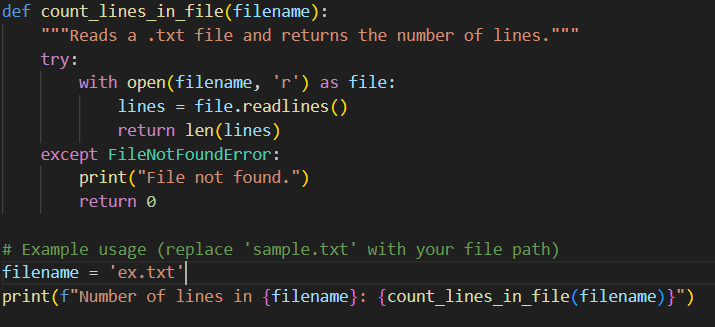 def count_lines_in_file(filename):
    """Reads a .txt file and returns the number of lines."""
    try:
        with open(filename, 'r') as file:
            lines = file.readlines()
            return len(lines)
    except FileNotFoundError:
        print("File not found.")
        return 0

# Example usage (replace 'sample.txt' with your file path)
filename = 'ex.txt'
print(f"Number of lines in {filename}: {count_lines_in_file(filename)}")